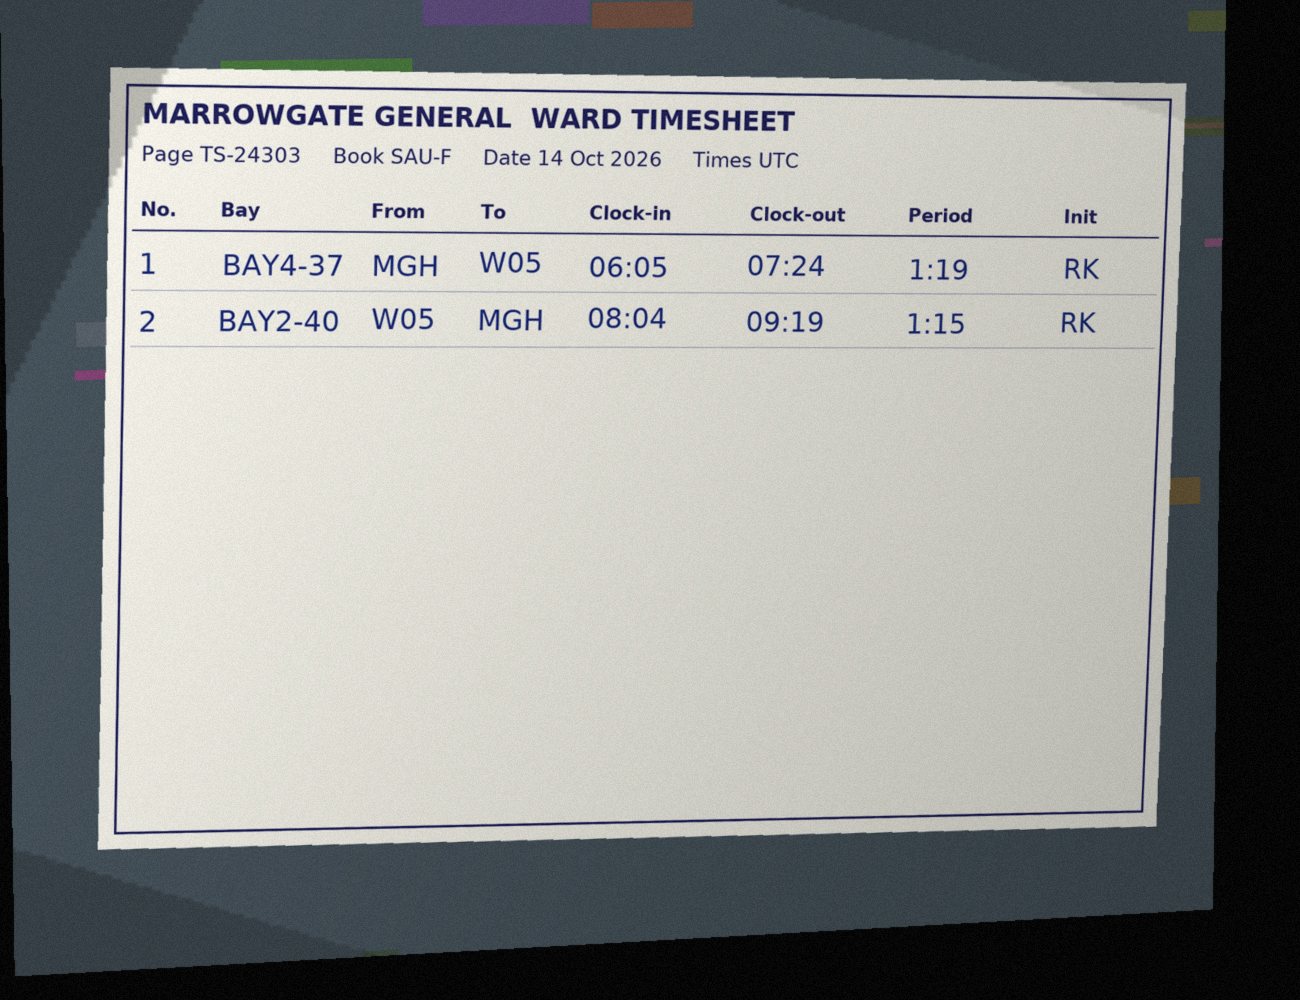 MARROWGATE GENERAL WARD TIMESHEET
Page TS-24303 Book SAU-F Date 14 Oct 2026 Times UTC
No. Bay From To Clock-in Clock-out Period Init
1 BAY4-37 MGH W05 06:05 07:24 1:19 RK
2 BAY2-40 W05 MGH 08:04 09:19 1:15 RK